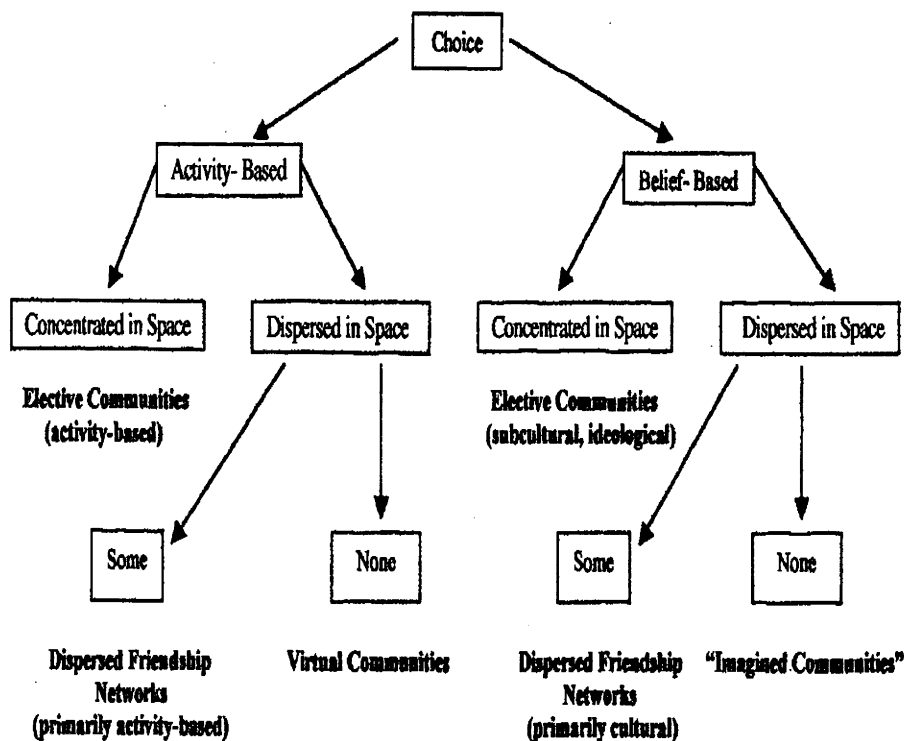 Choice
Activity- Based
Belief- Based
Concentrated in Space
Dispersed in Space
Concentrated in Space
Dispersed in Space
Elective Communities
(activity-based)
Elective Communities
(subcultural, ideological)
Some
None
Some
None
Dispersed Friendship
Networks
(primarily activity-based)
Virtual Communities
Dispersed Friendship
Networks
(primarily cultural)
“Imagined Communities”